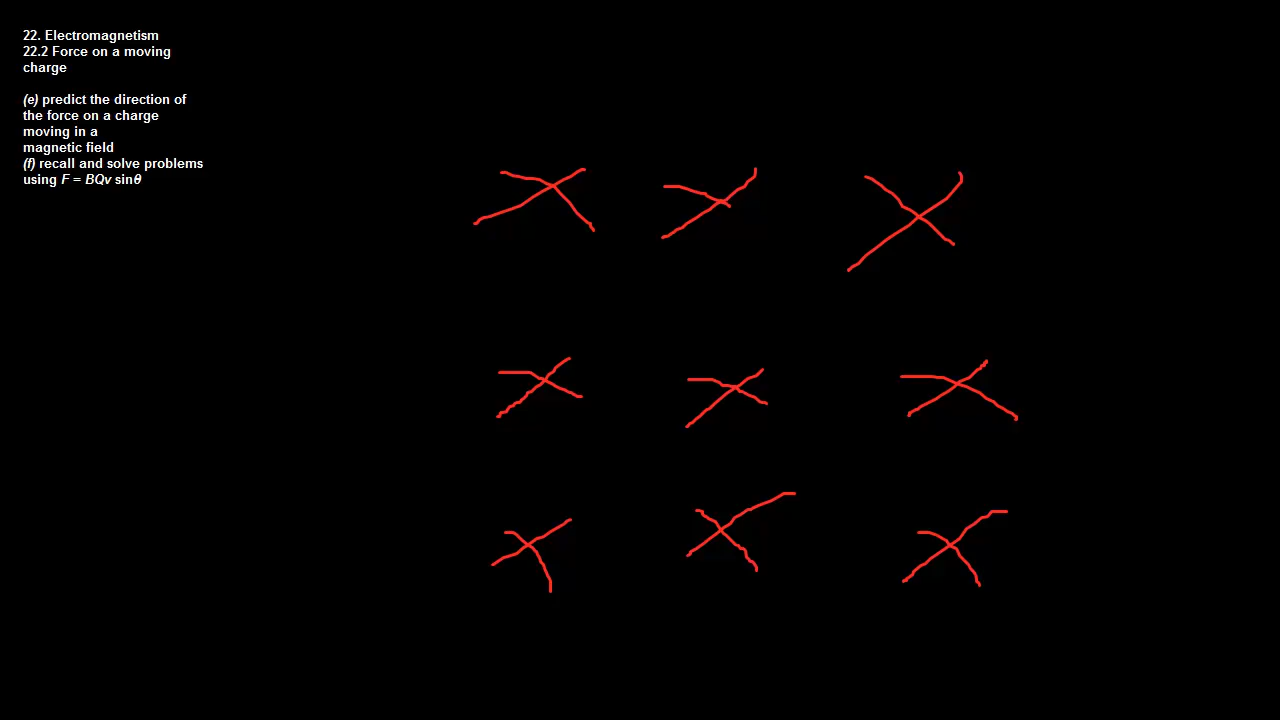 22. Electromagnetism
22.2 Force on a moving
charge
(e) predict the direction of
the force on a charge
moving in a
magnetic field
(f) recall and solve problems
using F = BQv sinθ